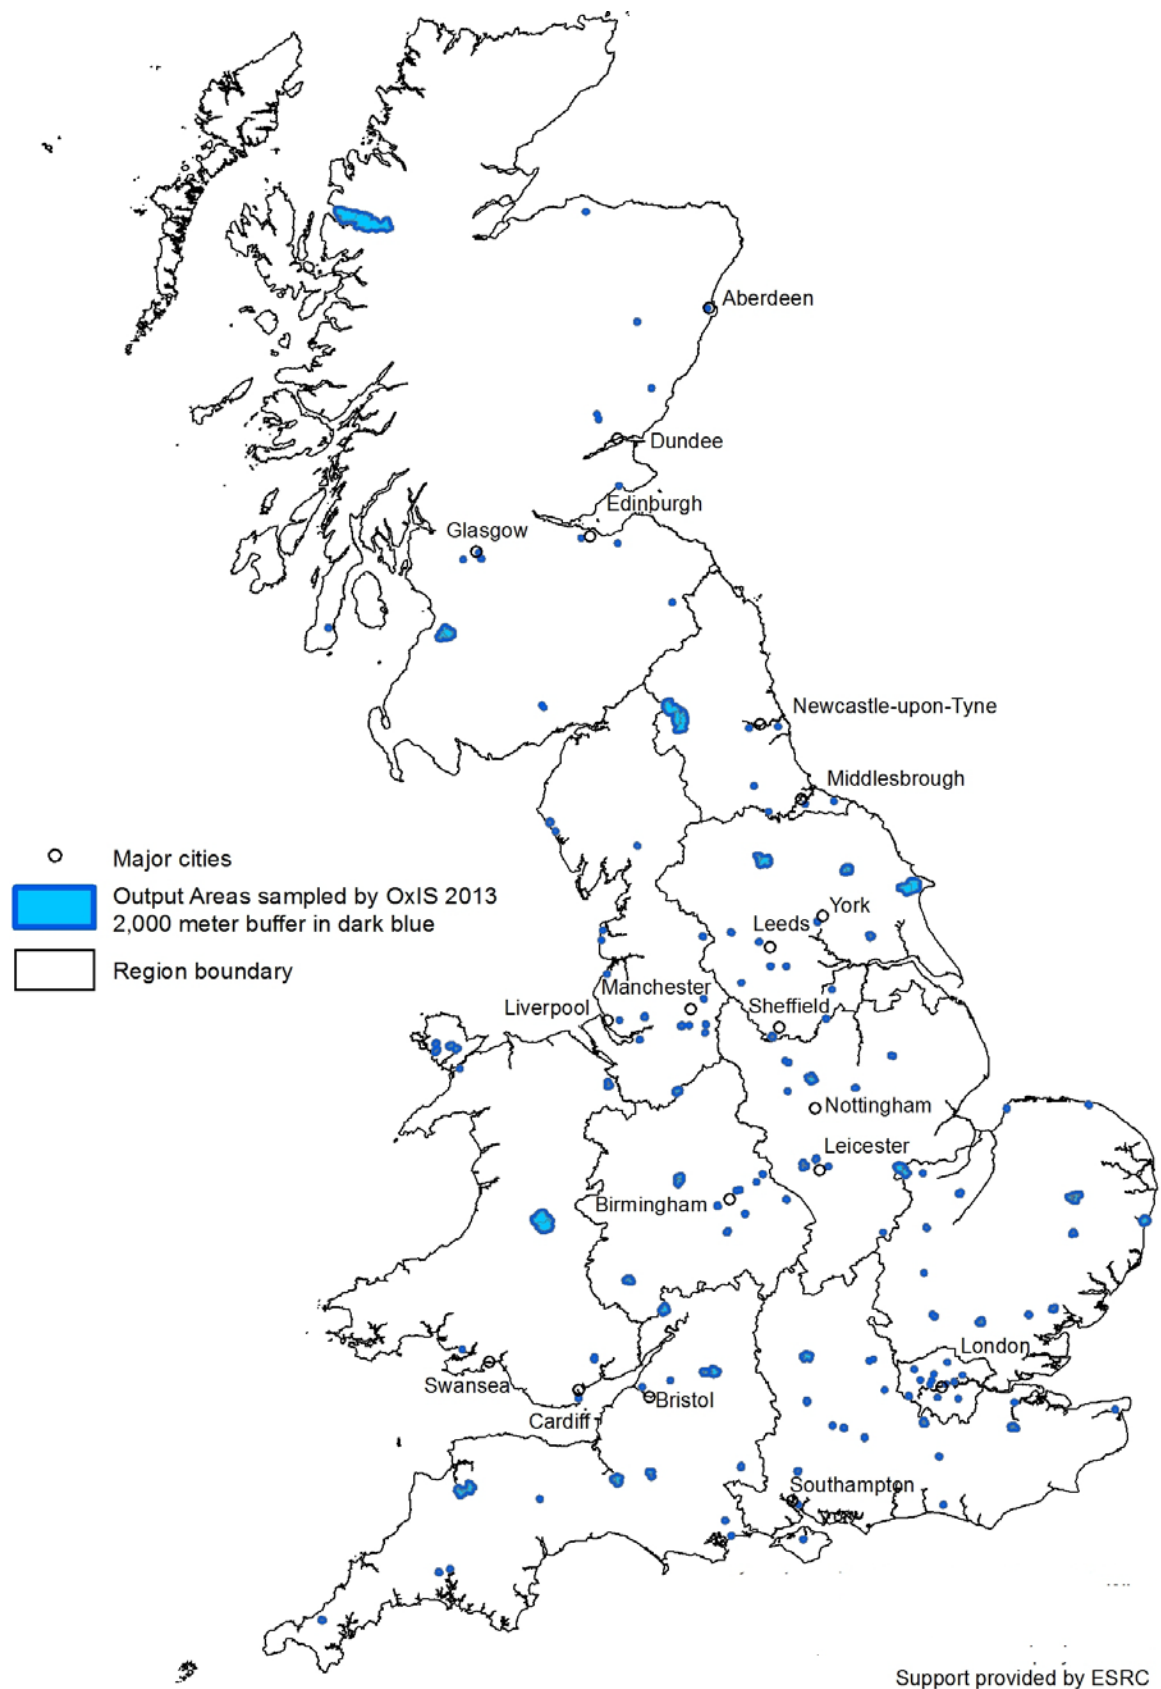 Aberdeen
Dundee
Edinburgh
Glasgow
Newcastle-upon-Tyne
Middlesbrough
Major cities
Output Areas sampled by OxIS 2013
2,000 meter buffer in dark blue
Region boundary
York
Leeds
Manchester
Liverpool
Sheffield
Nottingham
Leicester
Birmingham
London
Swansea
Bristol
Cardiff
Southampton
Support provided by ESRC